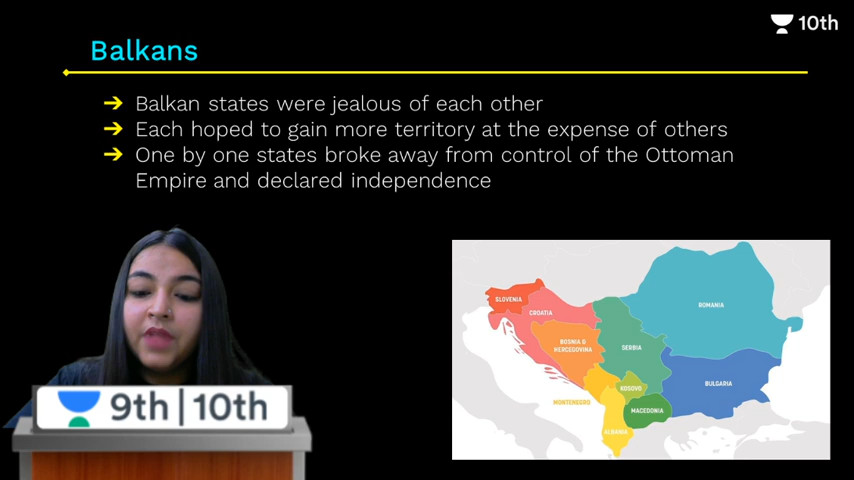 10th
Balkans
➔ Balkan states were jealous of each other
➔ Each hoped to gain more territory at the expense of others
➔ One by one states broke away from control of the Ottoman
Empire and declared independence
SLOVENIA
CROATIA
ROMANIA
BOSNIA &
HERCEGOVINA
SERBIA
BULGARIA
KOSOVO
MONTENEGRO
MACEDONIA
ALBANIA
9th|10th